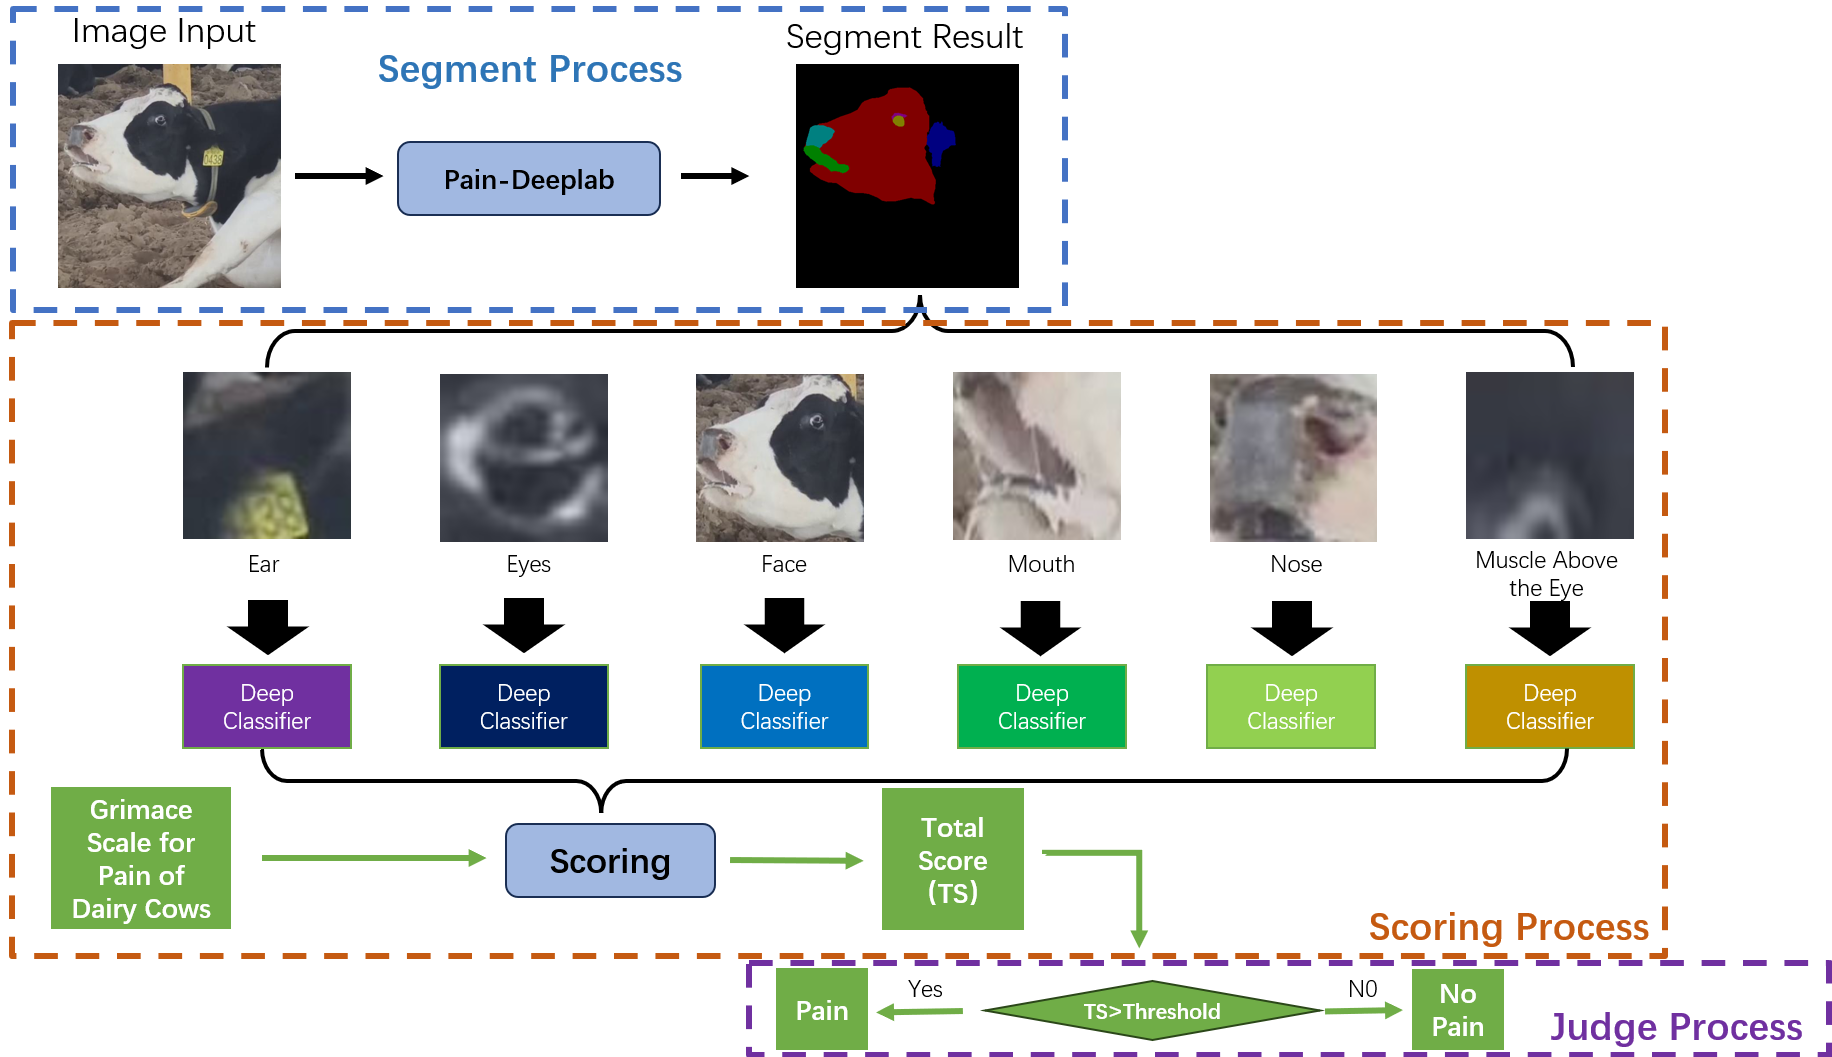 Image Input
Segment Process
Segment Result
Pain-Deeplab
0438
Ear
Eyes
Face
Mouth
Nose
Muscle Above
the Eye
Deep
Classifier
Deep
Classifier
Deep
Classifier
Deep
Classifier
Deep
Classifier
Deep
Classifier
Grimace
Scale for
Pain of
Dairy Cows
Scoring
Total
Score
(TS)
Scoring Process
Pain
Yes
TS>Threshold
N0
No
Pain
Judge Process